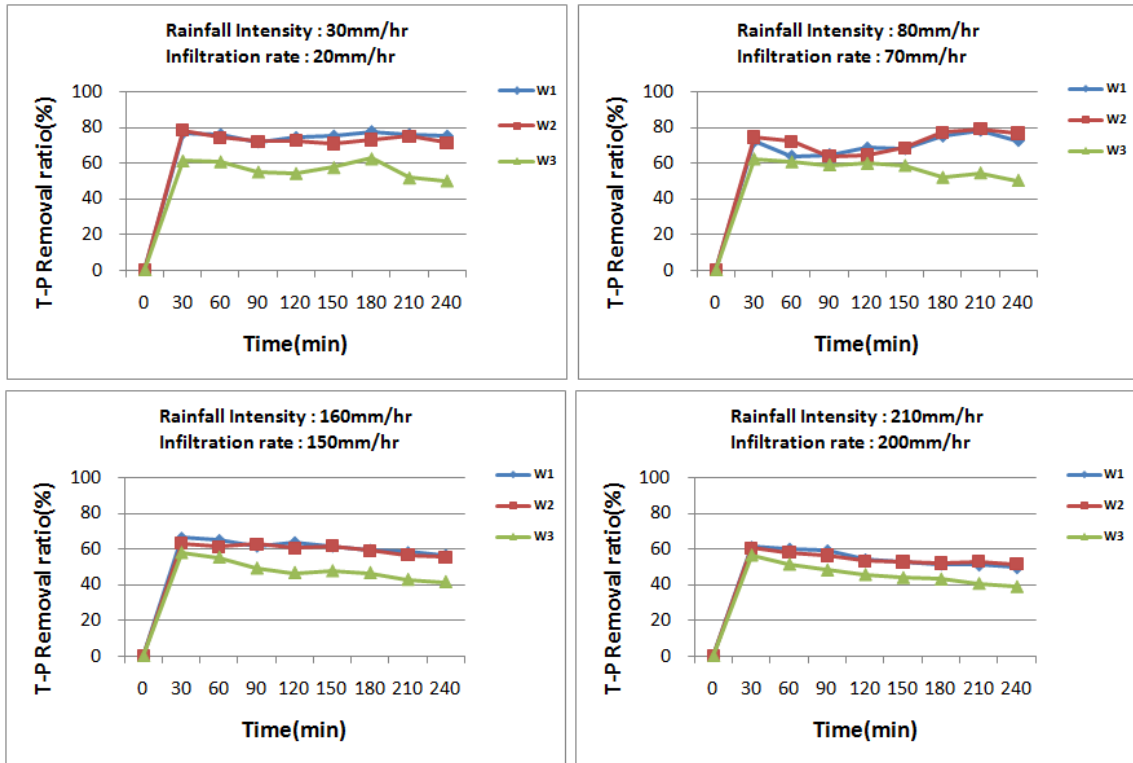 Rainfall Intensity : 30mm/hr
Infiltration rate : 20mm/hr
T-P Removal ratio(%)
100
80
60
40
20
0
0 30 60 90 120 150 180 210 240
Time(min)
W1
W2
W3
Rainfall Intensity : 80mm/hr
Infiltration rate : 70mm/hr
T-P Removal ratio(%)
100
80
60
40
20
0
0 30 60 90 120 150 180 210 240
Time(min)
W1
W2
W3
Rainfall Intensity : 160mm/hr
Infiltration rate : 150mm/hr
T-P Removal ratio(%)
100
80
60
40
20
0
0 30 60 90 120 150 180 210 240
Time(min)
W1
W2
W3
Rainfall Intensity : 210mm/hr
Infiltration rate : 200mm/hr
T-P Removal ratio(%)
100
80
60
40
20
0
0 30 60 90 120 150 180 210 240
Time(min)
W1
W2
W3